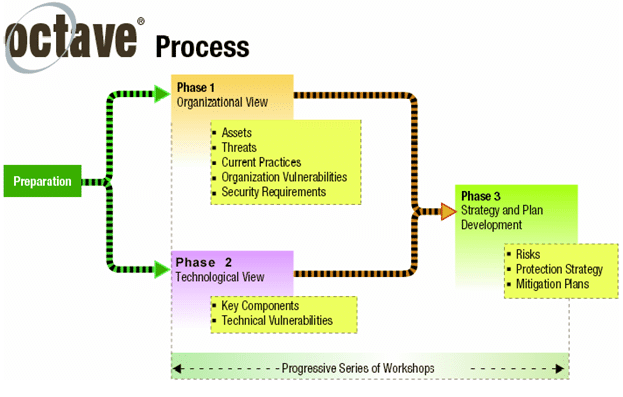 octave® Process
Preparation
Phase 1
Organizational View
▪ Assets
▪ Threats
▪ Current Practices
▪ Organization Vulnerabilities
▪ Security Requirements
Phase 2
Technological View
▪ Key Components
▪ Technical Vulnerabilities
Phase 3
Strategy and Plan
Development
▪ Risks
▪ Protection Strategy
▪ Mitigation Plans
Progressive Series of Workshops